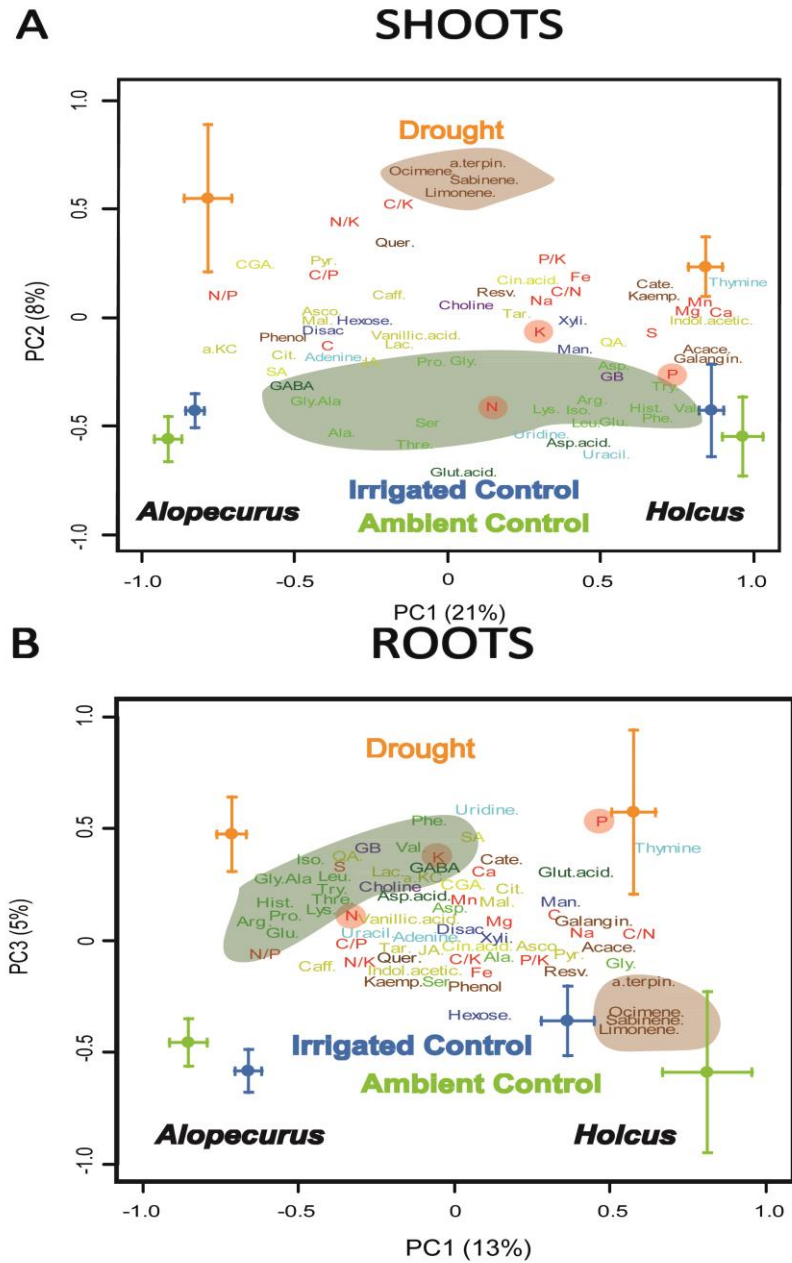 A SHOOTS
1.0
Drought
a.terpin.
Ocimene.
Sabinene.
Limonene.
0.5
C/K
N/K
Quer.
CGA. Pyr. P/K
C/P Cin.acid. Fe
Cate. Thymine
N/P Caff. Resv. C/N Kaemp.
Choline Na Mn
Asco. Tar. Mg Ca
Mal. Hexose. Xyli. Indol.acetic.
0
Disac K S
Phenol Vanillic.acid. QA.
a.KC C Lac. Man. Acace.
Cit. Adenine. JA Pro. Gly. Asp. Galangin.
SA GB P
GABA Try.
Gly.Ala N Arg. Hist. Val.
Lys. Iso.
Ser Leu. Glu. Phe.
Ala. Uridine.
Thre. Asp.acid.
Uracil.
Glut.acid.
-0.5
Irrigated Control
Alopecurus Holcus
Ambient Control
-1.0
PC2 (8%)
-1.0 -0.5 0 0.5 1.0
PC1 (21%)
B ROOTS
1.0
Drought
Uridine.
Phe. P
0.5
SA
GB Val Thymine
Iso. QA. K Cate.
S GABA Ca Glut.acid.
Gly.Ala Leu. Lac. a.KC
Try. Choline CGA. Cit.
Hist. Thre. Asp.acid. Mn Mal. Man.
Lys. Asp.
Pro. N C
Arg. Vanillic.acid. Mg Galangin.
Glu. Uracil. Adenine. Disac Xyli. Na C/N
0
C/P Tar. JA Cin.acid. Asco. Acace.
N/P Quer. Pyr.
N/K C/K Ala. P/K Gly.
Caff. Indol.acetic. Fe Resv.
Kaemp. Ser Phenol a.terpin.
Hexose. Ocimene.
Sabinene.
Limonene.
Irrigated Control
-0.5
Ambient Control
Alopecurus Holcus
-1.0
PC3 (5%)
-1.0 -0.5 0 0.5 1.0
PC1 (13%)